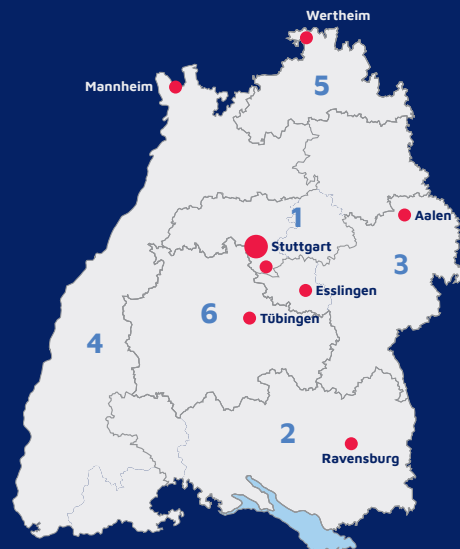 Wertheim
Mannheim
5
1
Aalen
Stuttgart
3
Esslingen
6
Tübingen
4
2
Ravensburg